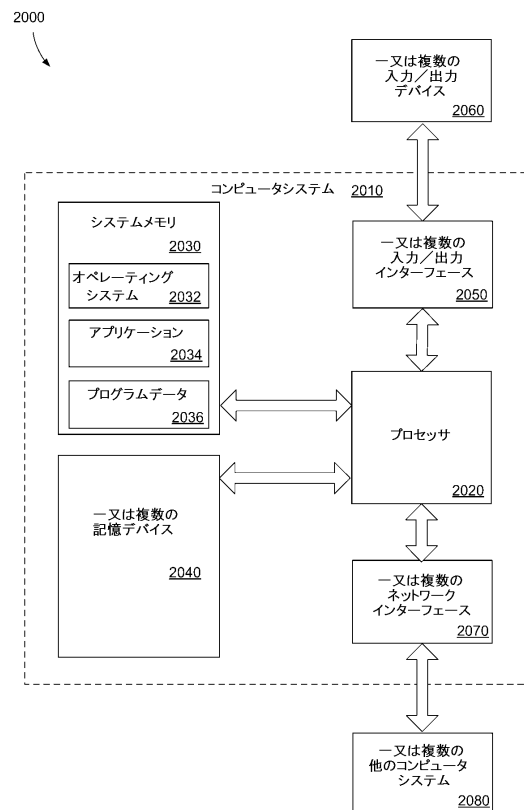 2000
一又は複数の
入力／出力
デバイス
2060
コンピュータシステム 2010
システムメモリ
2030
オペレーティング
システム 2032
アプリケーション
2034
プログラムデータ
2036
一又は複数の
入力／出力
インターフェース
2050
プロセッサ
2020
一又は複数の
記憶デバイス
2040
一又は複数の
ネットワーク
インターフェース
2070
一又は複数の
他のコンピュータ
システム
2080